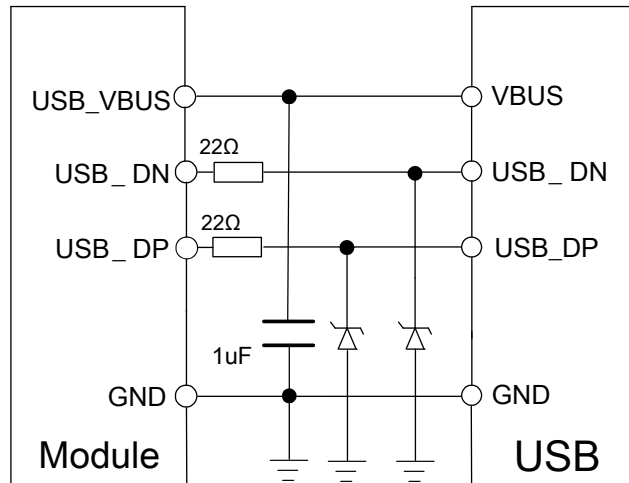 USB_VBUS
VBUS
22Ω
USB_ DN
USB_ DN
22Ω
USB_ DP
USB_DP
1uF
GND
GND
Module
USB